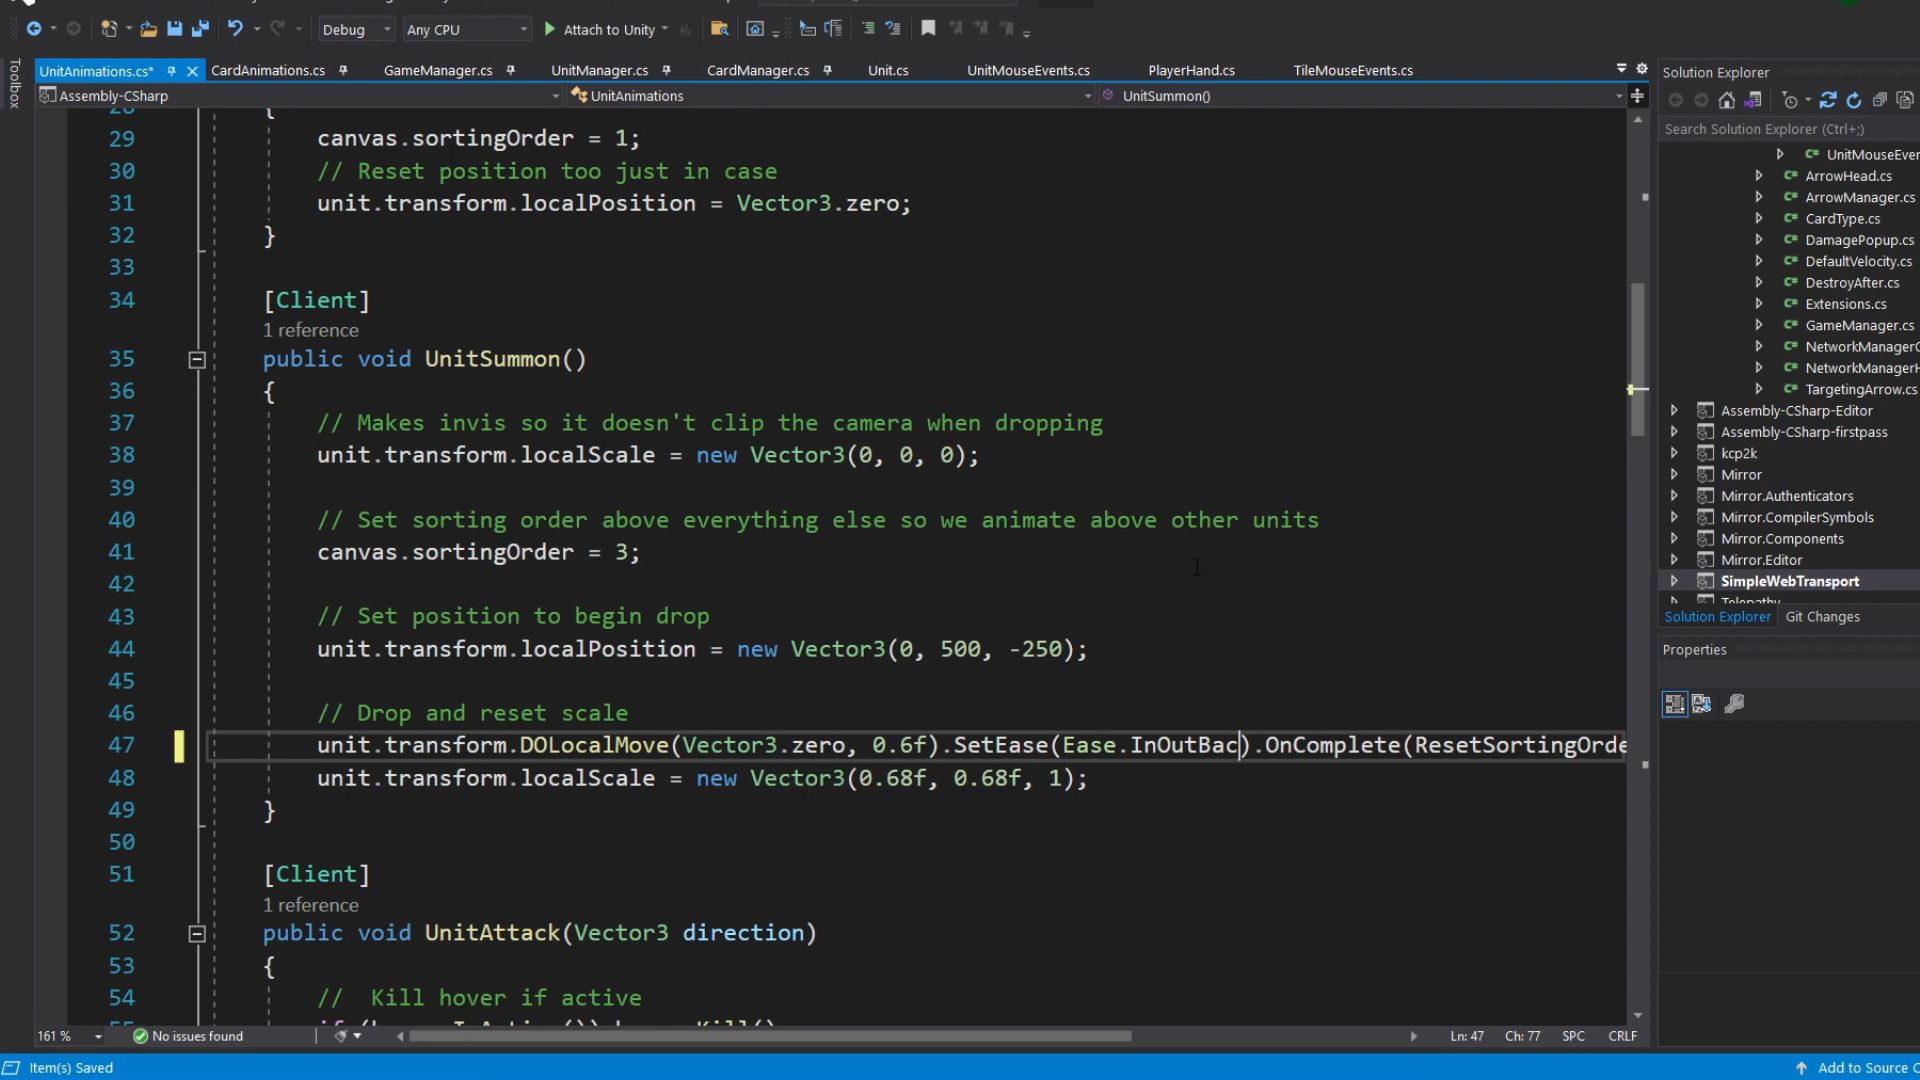 Debug
Any CPU
Attach to Unity
Toolbox
UnitAnimations.cs*
CardAnimations.cs
GameManager.cs
UnitManager.cs
CardManager.cs
Unit.cs
UnitMouseEvents.cs
PlayerHand.cs
TileMouseEvents.cs
Assembly-CSharp
UnitAnimations
UnitSummon()
28 {
29 canvas.sortingOrder = 1;
30 // Reset position too just in case
31 unit.transform.localPosition = Vector3.zero;
32 }
33
34 [Client]
1 reference
35 public void UnitSummon()
36 {
37 // Makes invis so it doesn't clip the camera when dropping
38 unit.transform.localScale = new Vector3(0, 0, 0);
39
40 // Set sorting order above everything else so we animate above other units
41 canvas.sortingOrder = 3;
42
43 // Set position to begin drop
44 unit.transform.localPosition = new Vector3(0, 500, -250);
45
46 // Drop and reset scale
47 unit.transform.DOLocalMove(Vector3.zero, 0.6f).SetEase(Ease.InOutBac).OnComplete(ResetSortingOrde
48 unit.transform.localScale = new Vector3(0.68f, 0.68f, 1);
49 }
50
51 [Client]
1 reference
52 public void UnitAttack(Vector3 direction)
53 {
54 // Kill hover if active
161 %
No issues found
Ln: 47
Ch: 77
SPC
CRLF
Item(s) Saved
Add to Source C
Solution Explorer
Search Solution Explorer (Ctrl+;)
C# UnitMouseEver
C# ArrowHead.cs
C# ArrowManager.cs
C# CardType.cs
C# DamagePopup.cs
C# DefaultVelocity.cs
C# DestroyAfter.cs
C# Extensions.cs
C# GameManager.cs
C# NetworkManagerC
C# NetworkManagerH
C# TargetingArrow.cs
Assembly-CSharp-Editor
Assembly-CSharp-firstpass
kcp2k
Mirror
Mirror.Authenticators
Mirror.CompilerSymbols
Mirror.Components
Mirror.Editor
SimpleWebTransport
Telepathy
Solution Explorer
Git Changes
Properties